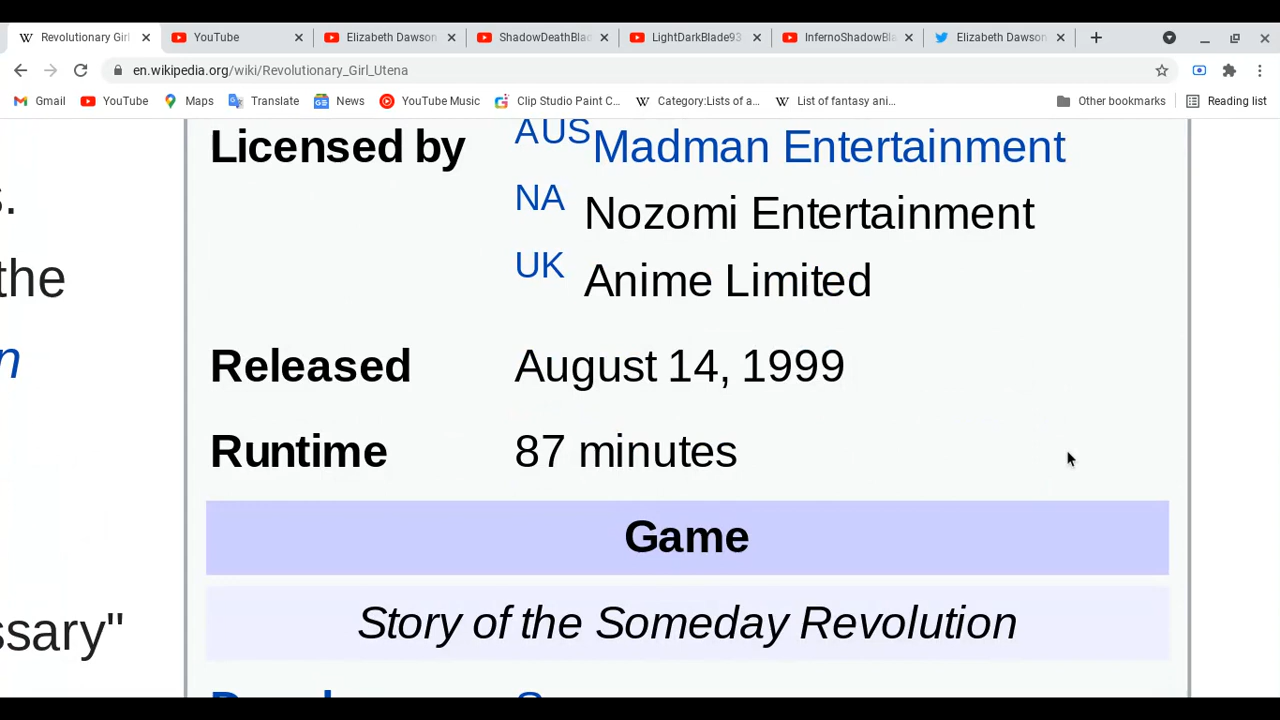 Revolutionary Girl
YouTube
Elizabeth Dawson
ShadowDeathBlad
LightDarkBlade93
InfernoShadowBla
Elizabeth Dawson
en.wikipedia.org/wiki/Revolutionary_Girl_Utena
Gmail
YouTube
Maps
Translate
News
YouTube Music
Clip Studio Paint C...
Category:Lists of a...
List of fantasy ani...
Other bookmarks
Reading list
s.
the
n
ssary"
Licensed by
AUS Madman Entertainment
NA Nozomi Entertainment
UK Anime Limited
Released August 14, 1999
Runtime 87 minutes
Game
Story of the Someday Revolution